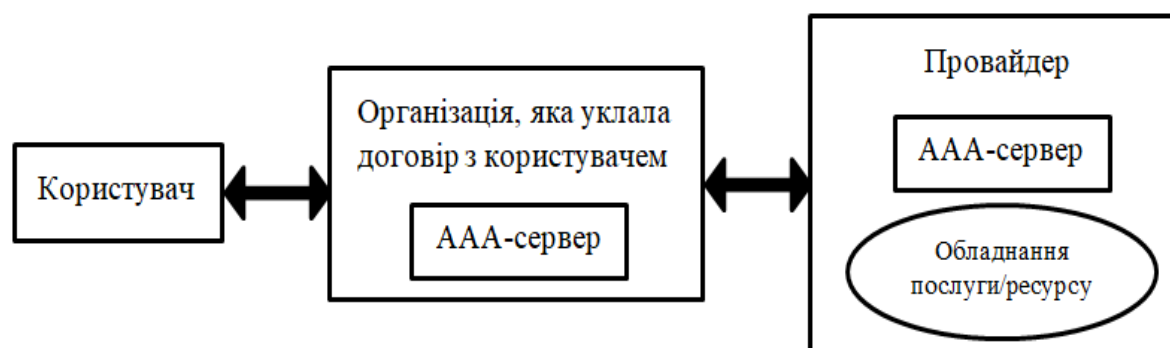 Користувач
Організація, яка уклала
договір з користувачем
ААА-сервер
Провайдер
ААА-сервер
Обладнання
послуги/ресурсу